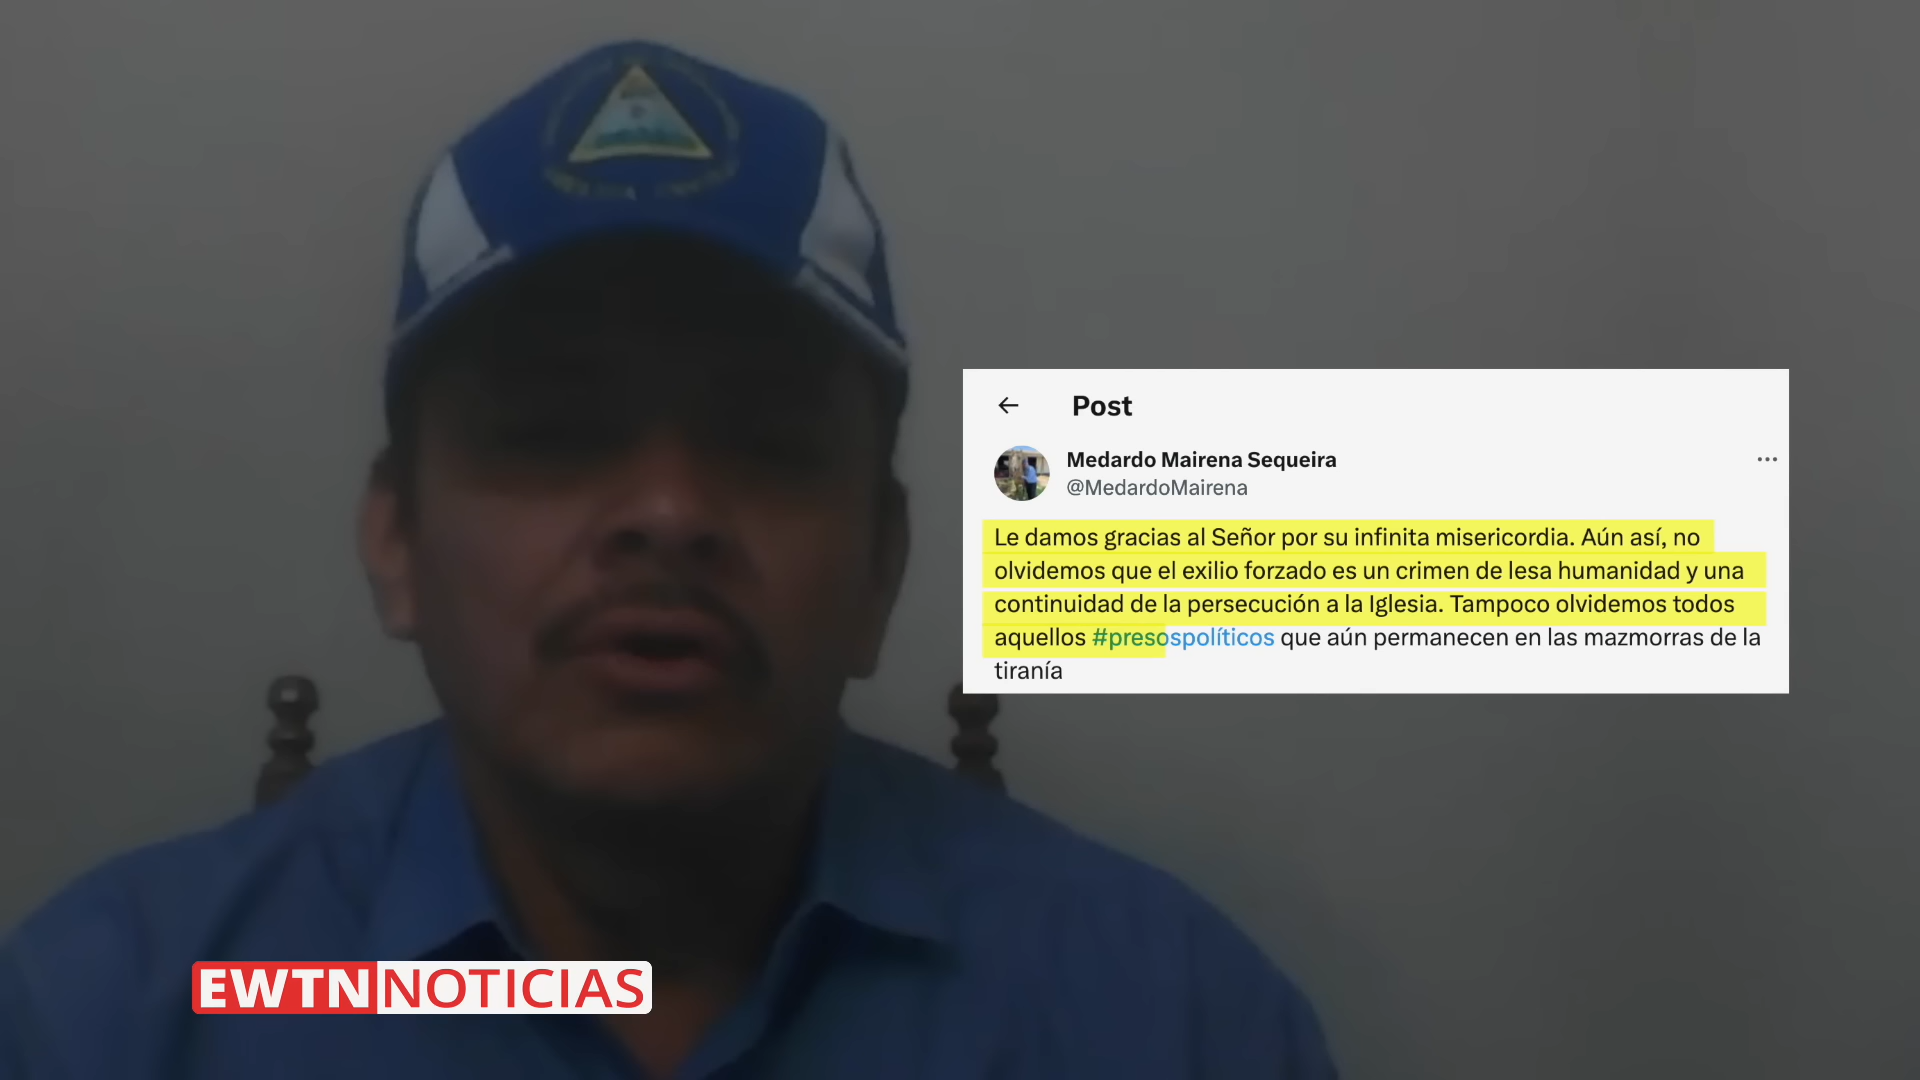 Post
Medardo Mairena Sequeira
@MedardoMairena
Le damos gracias al Señor por su infinita misericordia. Aún así, no
olvidemos que el exilio forzado es un crimen de lesa humanidad y una
continuidad de la persecución a la Iglesia. Tampoco olvidemos todos
aquellos #presospolíticos que aún permanecen en las mazmorras de la
tiranía
EWTN NOTICIAS